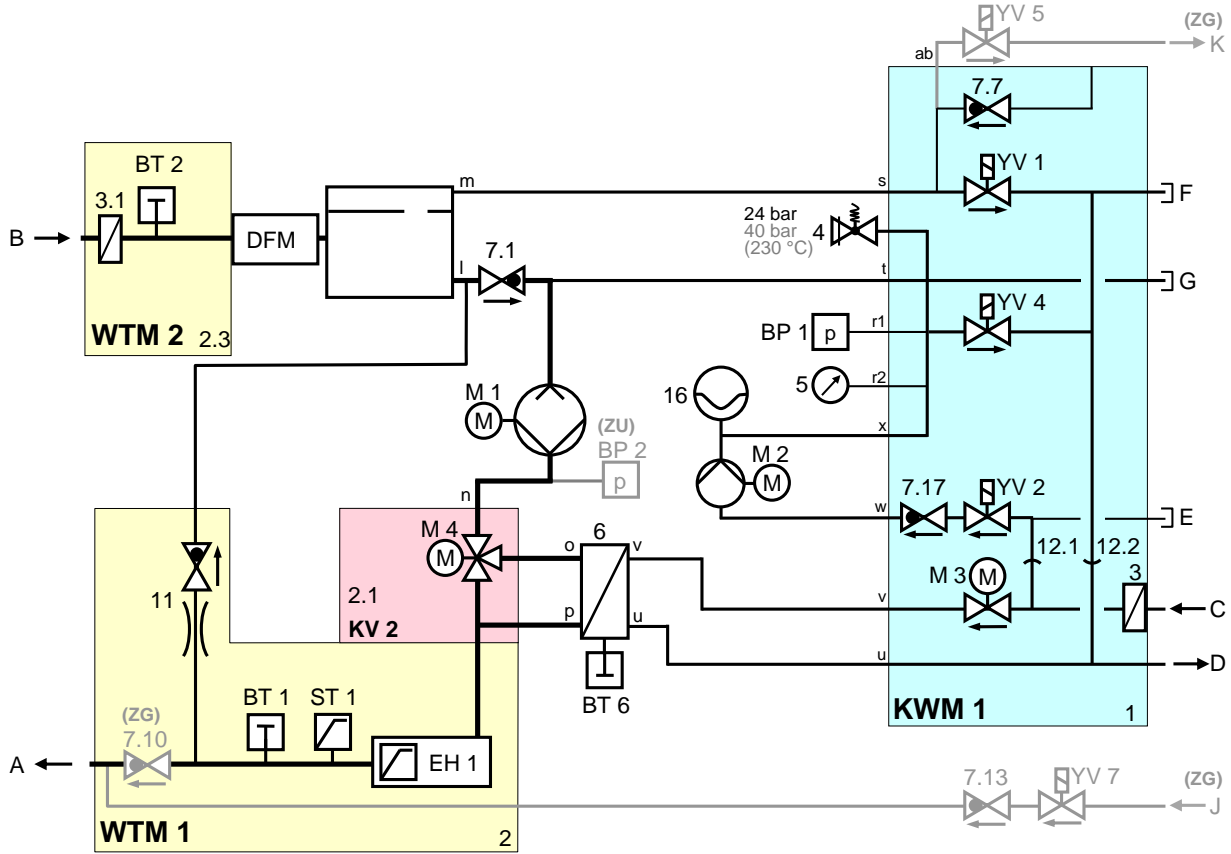 YV 5
(ZG)
K
ab
7.7
BT 2
3.1
m
s
YV 1
F
24 bar
40 bar
(230 °C)
4
B
DFM
7.1
l
t
G
YV 4
WTM 2
2.3
BP 1
p
r1
5
r2
M 1
M
16
x
(ZU)
BP 2
p
M 2
M
n
w
7.17
YV 2
E
M 4
M
o
6
v
12.1
12.2
M 3
M
3
11
2.1
KV 2
p
u
v
C
u
D
BT 1
ST 1
BT 6
KWM 1
1
(ZG)
7.10
A
EH 1
7.13
YV 7
(ZG)
J
WTM 1
2